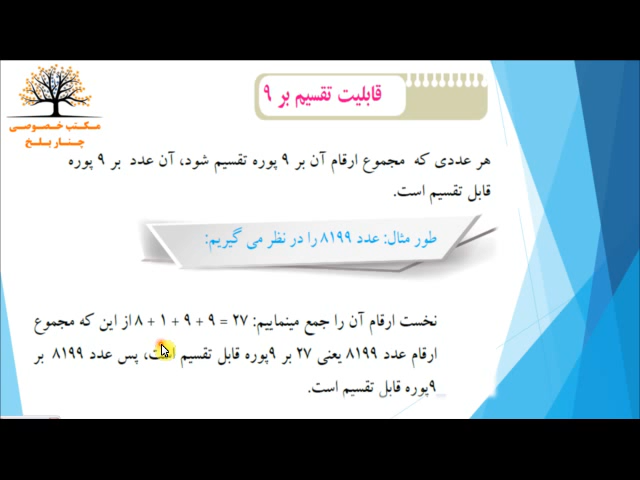 مکتب خصوصی
چنار بلخ
قابلیت تقسیم بر ۹
هر عددی که مجموع ارقام آن بر ۹ پوره تقسیم شود، آن عدد بر ۹ پوره
قابل تقسیم است.
طور مثال: عدد ۸۱۹۹ را در نظر می گیریم:
نخست ارقام آن را جمع مینماییم: ۲۷ = ۹ + ۹ + ۱ + ۸ از این که مجموع
ارقام عدد ۸۱۹۹ یعنی ۲۷ بر ۹پوره قابل تقسیم است، پس عدد ۸۱۹۹ بر
۹پوره قابل تقسیم است.